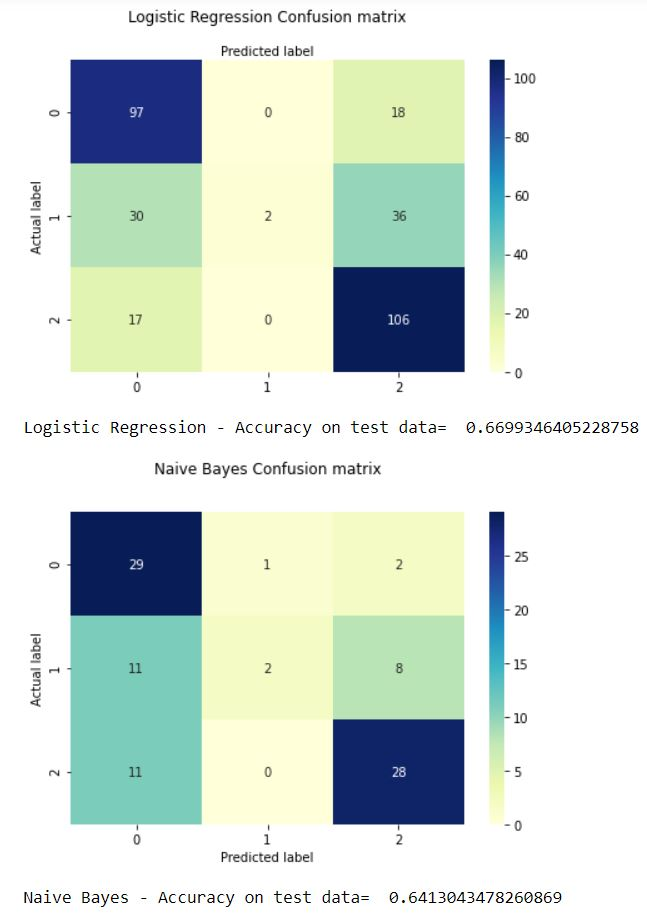 Logistic Regression Confusion matrix
Predicted label
100
0 97 0 18
80
60
Actual label
1 30 2 36
40
20
2 17 0 106
0
0 1 2
Logistic Regression - Accuracy on test data= 0.6699346405228758
Naive Bayes Confusion matrix
25
0 29 1 2
20
15
Actual label
1 11 2 8
10
5
2 11 0 28
0
0 1 2
Predicted label
Naive Bayes - Accuracy on test data= 0.6413043478260869